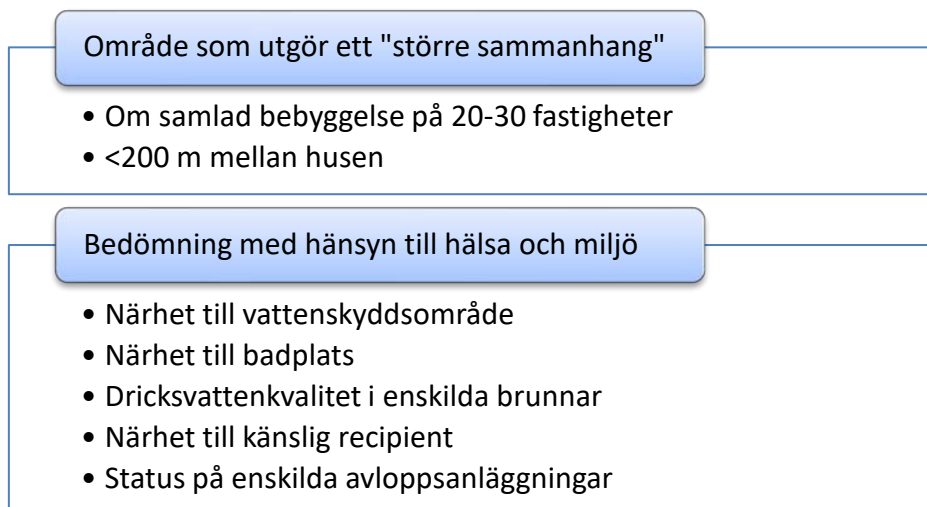 Område som utgör ett "större sammanhang"
• Om samlad bebyggelse på 20-30 fastigheter
• <200 m mellan husen
Bedömning med hänsyn till hälsa och miljö
• Närhet till vattenskyddsområde
• Närhet till badplats
• Dricksvattenkvalitet i enskilda brunnar
• Närhet till känslig recipient
• Status på enskilda avloppsanläggningar